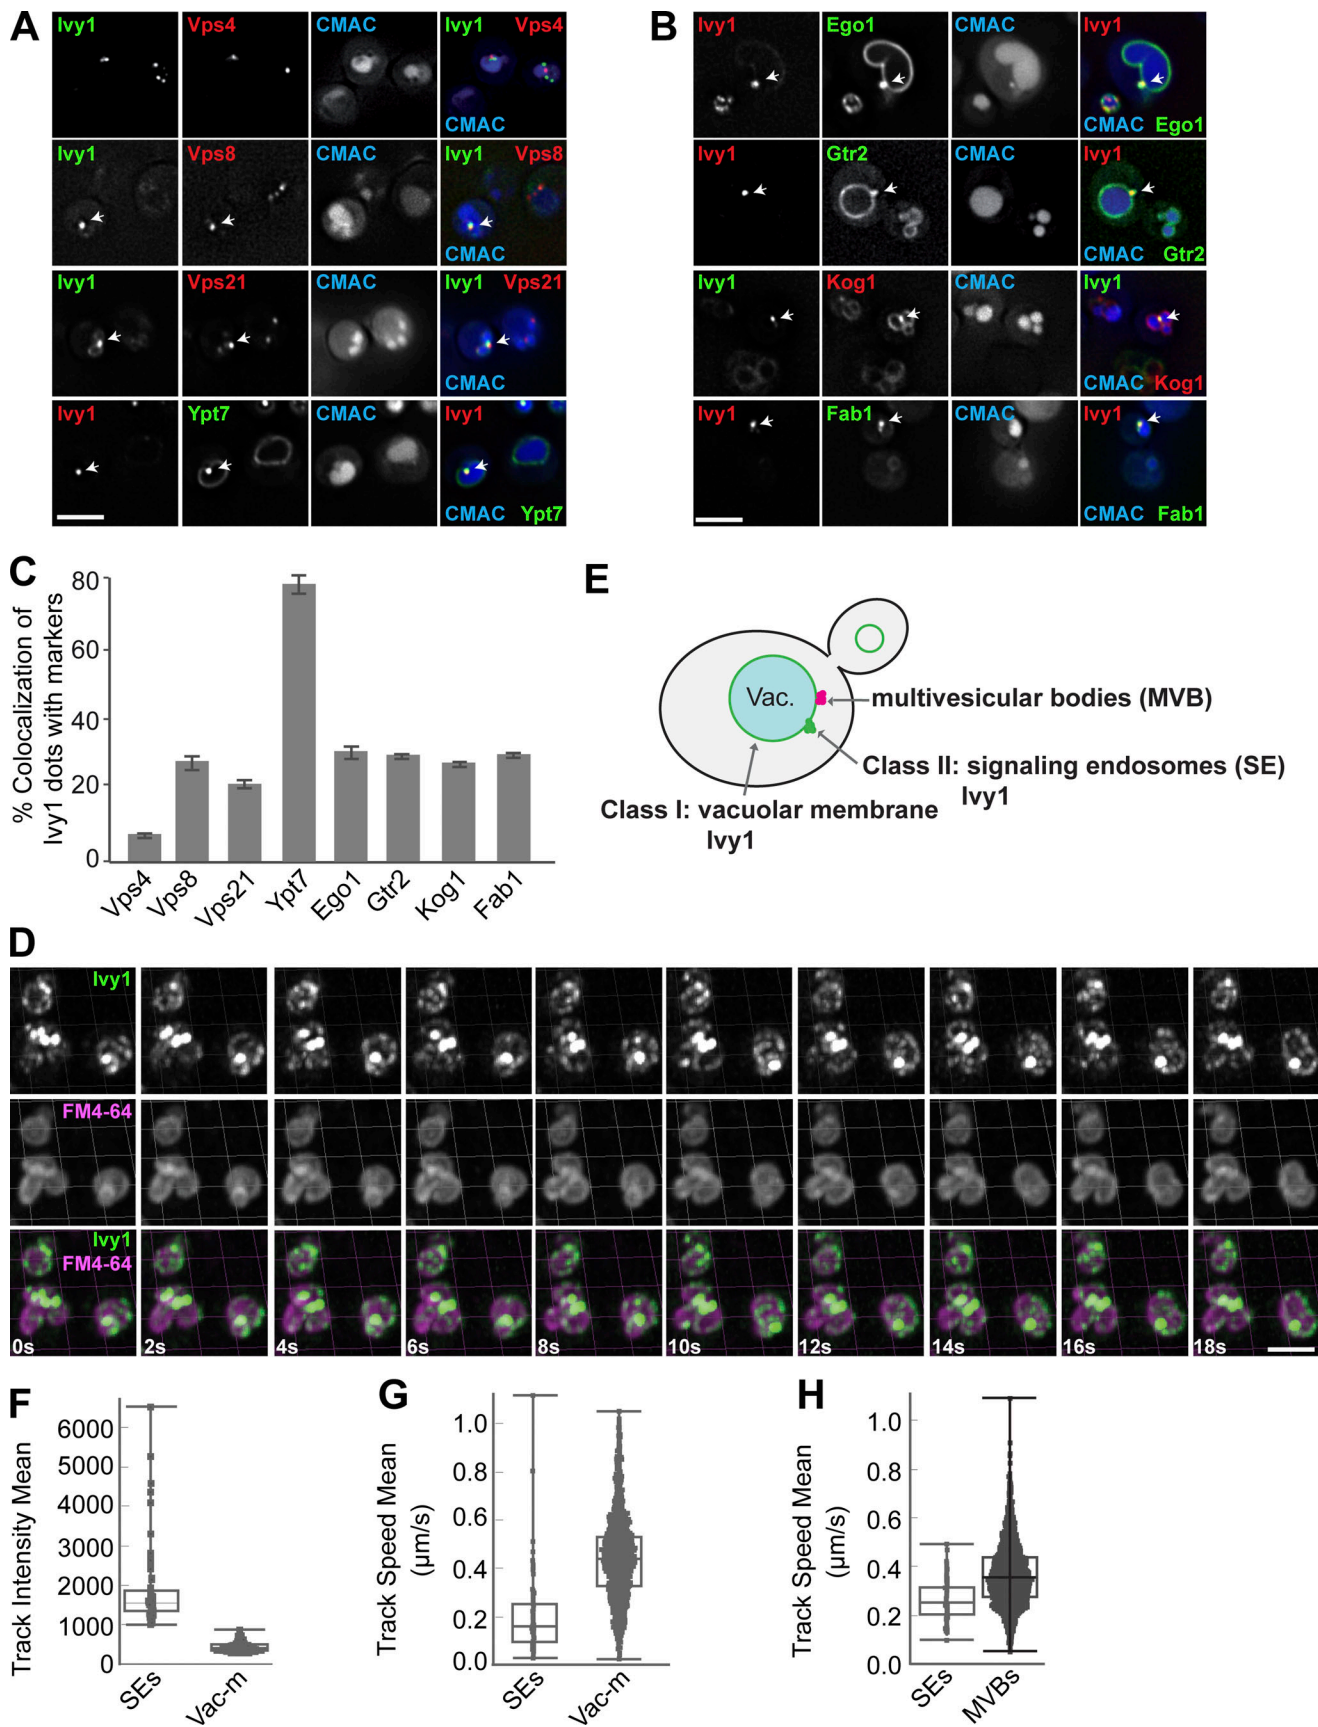 A
Ivy1 Vps4 CMAC Ivy1 Vps4
CMAC
Ivy1 Vps8 CMAC Ivy1 Vps8
CMAC
Ivy1 Vps21 CMAC Ivy1 Vps21
CMAC
Ivy1 Ypt7 CMAC Ivy1
CMAC Ypt7
B
Ivy1 Ego1 CMAC Ivy1
CMAC Ego1
Ivy1 Gtr2 CMAC Ivy1
CMAC Gtr2
Ivy1 Kog1 CMAC Ivy1
CMAC Kog1
Ivy1 Fab1 CMAC Ivy1
CMAC Fab1
C
% Colocalization of
Ivy1 dots with markers
80
60
40
20
0
Vps4 Vps8 Vps21 Ypt7 Ego1 Gtr2 Kog1 Fab1
E
Vac.
multivesicular bodies (MVB)
Class II: signaling endosomes (SE)
Ivy1
Class I: vacuolar membrane
Ivy1
D
Ivy1
FM4-64
Ivy1
FM4-64
0s 2s 4s 6s 8s 10s 12s 14s 16s 18s
F
Track Intensity Mean
6000
5000
4000
3000
2000
1000
0
SEs Vac-m
G
Track Speed Mean
(µm/s)
1.0
0.8
0.6
0.4
0.2
0.0
SEs Vac-m
H
Track Speed Mean
(µm/s)
1.0
0.8
0.6
0.4
0.2
0.0
SEs MVBs